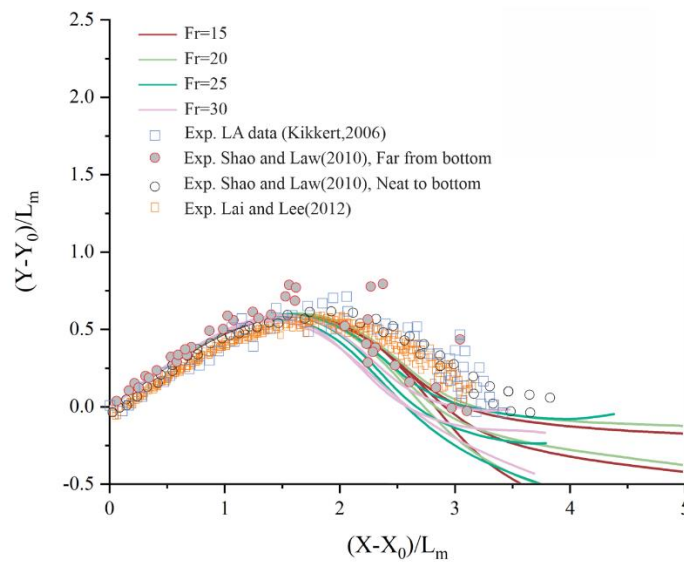 Fr=15
Fr=20
Fr=25
Fr=30
Exp. LA data (Kikkert,2006)
Exp. Shao and Law(2010), Far from bottom
Exp. Shao and Law(2010), Neat to bottom
Exp. Lai and Lee(2012)
2.5
2.0
1.5
1.0
0.5
0.0
-0.5
(Y-Y₀)/Lₘ
0 1 2 3 4 5
(X-X₀)/Lₘ